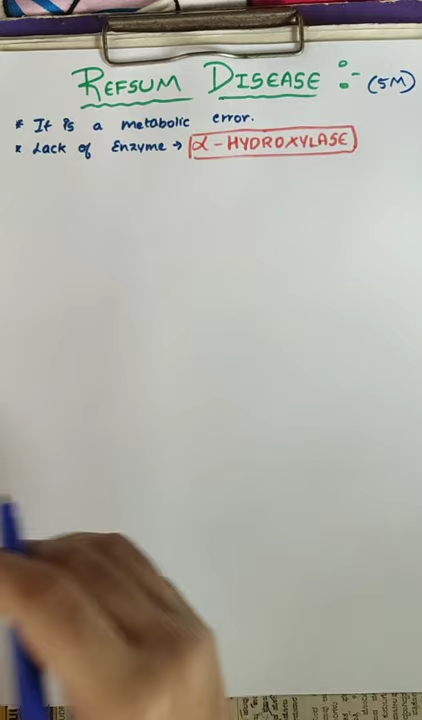 REFSUM DISEASE :- (5M)
* It is a metabolic error.
* Lack of Enzyme → α-HYDROXYLASE